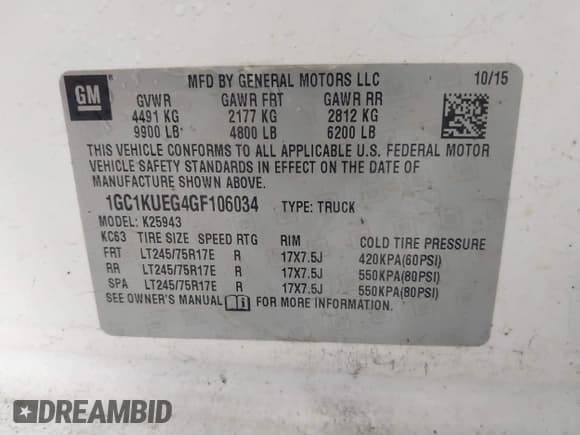 GM®
MFD BY GENERAL MOTORS LLC 10/15
GVWR GAWR FRT GAWR RR
4491 KG 2177 KG 2812 KG
9900 LB 4800 LB 6200 LB
THIS VEHICLE CONFORMS TO ALL APPLICABLE U.S. FEDERAL MOTOR
VEHICLE SAFETY STANDARDS IN EFFECT ON THE DATE OF
MANUFACTURE SHOWN ABOVE.
1GC1KUEG4GF106034 TYPE: TRUCK
MODEL: K25943
KC63 TIRE SIZE SPEED RTG RIM COLD TIRE PRESSURE
FRT LT245/75R17E R 17X7.5J 420KPA(60PSI)
RR LT245/75R17E R 17X7.5J 550KPA(80PSI)
SPA LT245/75R17E R 17X7.5J 550KPA(80PSI)
SEE OWNER'S MANUAL FOR MORE INFORMATION.
DREAMBID